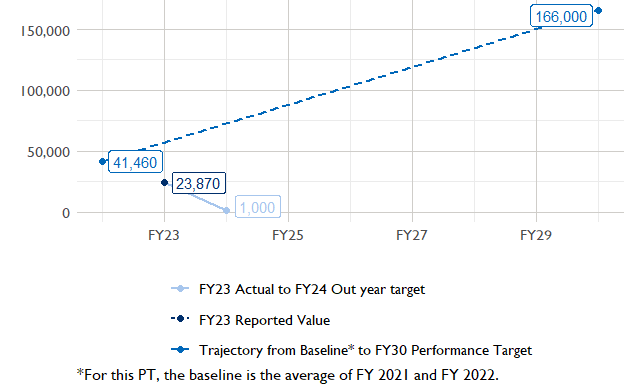 166,000
150,000
100,000
50,000
41,460
23,870
1,000
0
FY23 FY25 FY27 FY29
FY23 Actual to FY24 Out year target
FY23 Reported Value
Trajectory from Baseline* to FY30 Performance Target
*For this PT, the baseline is the average of FY 2021 and FY 2022.